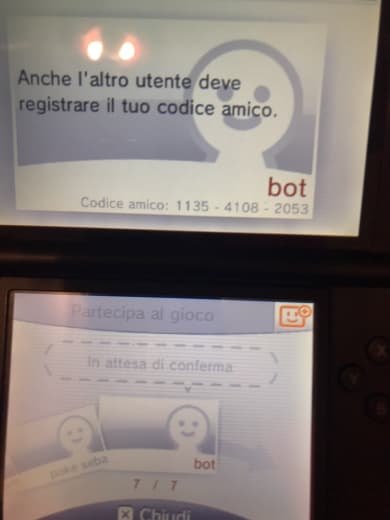 Anche l'altro utente deve
registrare il tuo codice amico.
bot
Codice amico: 1135 - 4108 - 2053
Partecipa al gioco
In attesa di conferma
poke seba
bot
7 / 7
X Chiudi